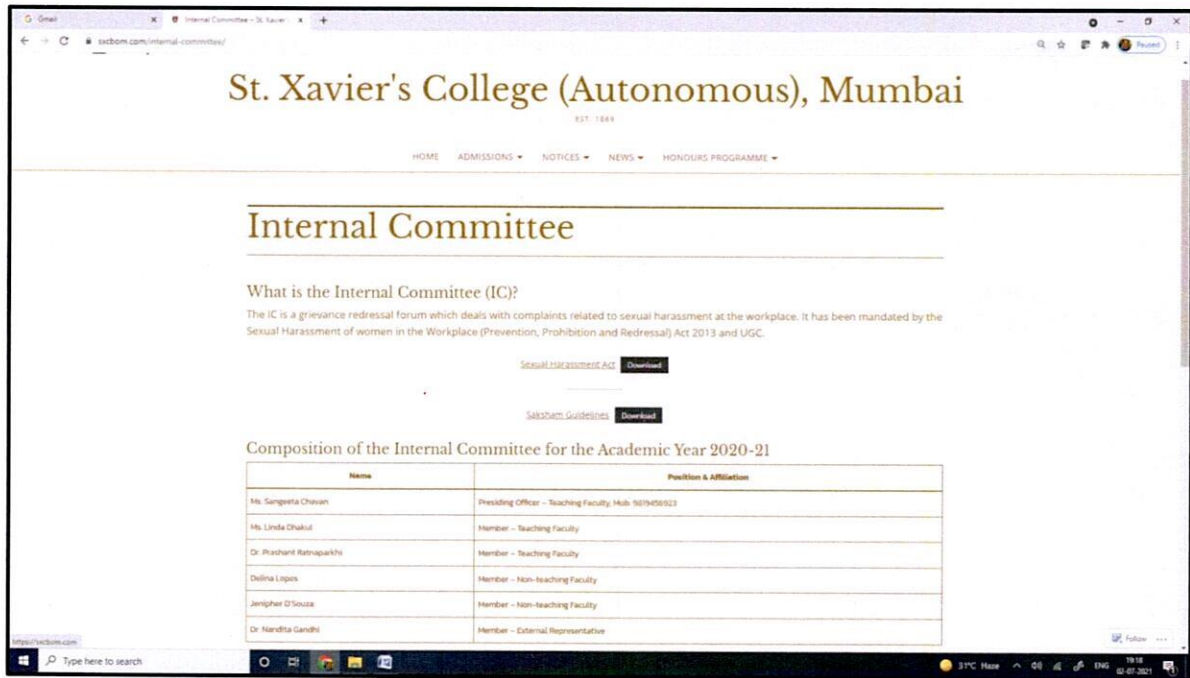 Gmail
Internal Committee – St. Xavier
sxcbom.com/internal-committee/
Paused
St. Xavier's College (Autonomous), Mumbai
EST. 1869
HOME ADMISSIONS NOTICES NEWS HONOURS PROGRAMME
Internal Committee
What is the Internal Committee (IC)?
The IC is a grievance redressal forum which deals with complaints related to sexual harassment at the workplace. It has been mandated by the
Sexual Harassment of women in the Workplace (Prevention, Prohibition and Redressal) Act 2013 and UGC.
Sexual Harassment Act Download
Saksham Guidelines Download
Composition of the Internal Committee for the Academic Year 2020-21
Name Position & Affiliation
Ms. Sangeeta Chavan Presiding Officer – Teaching Faculty, Mob: 9819456923
Ms. Linda Dhakul Member – Teaching Faculty
Dr. Prashant Ratnaparkhi Member – Teaching Faculty
Delina Lopes Member – Non-teaching Faculty
Jenipher D'Souza Member – Non-teaching Faculty
Dr. Nandita Gandhi Member – External Representative
https://sxcbom.com
Follow
Type here to search
31°C Haze
ENG
19:18
02-07-2021